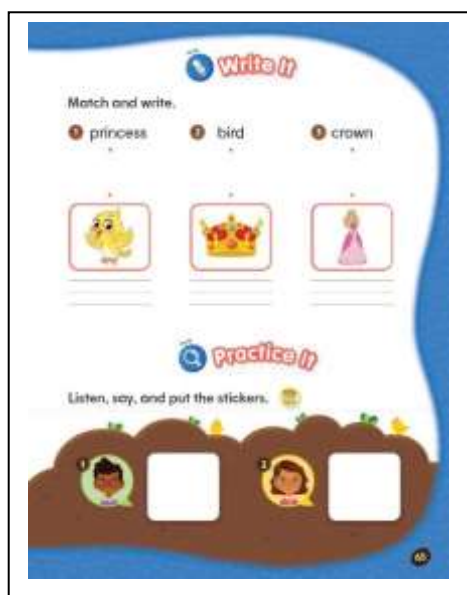 Write It
Match and write.
1 princess 2 bird 3 crown
Practice It
Listen, say, and put the stickers.
1 2
65